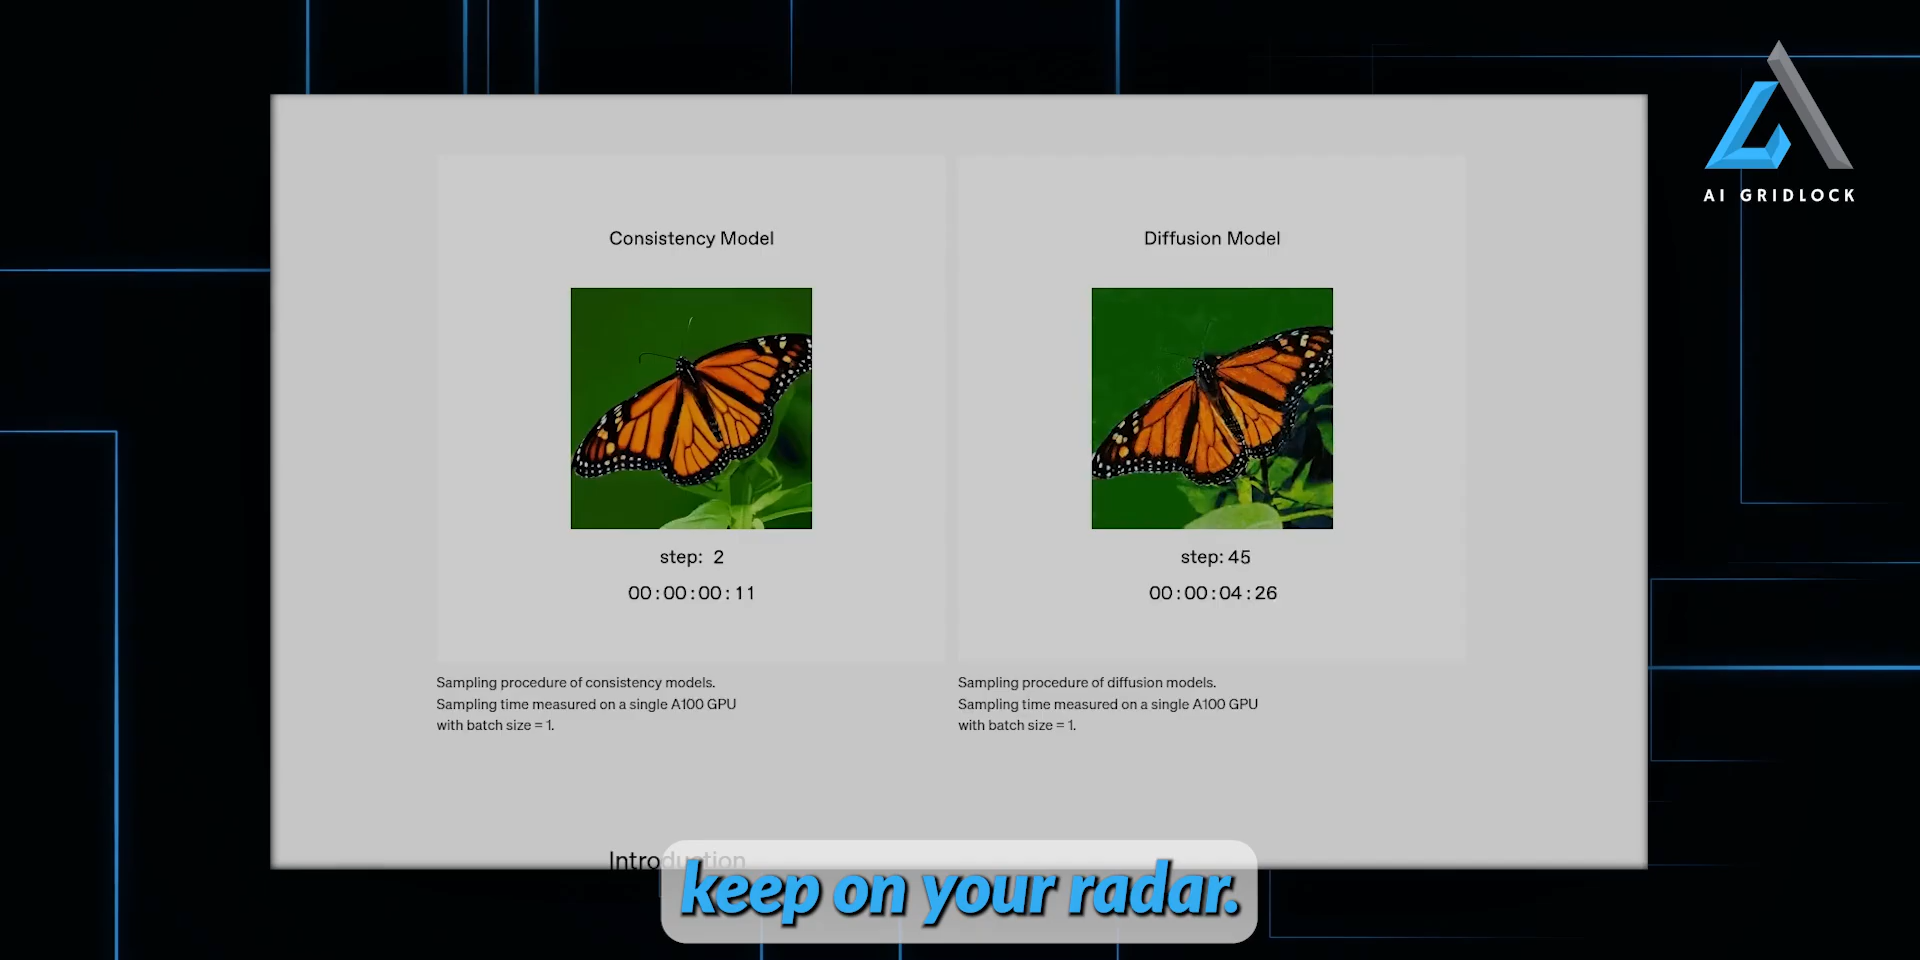 AI GRIDLOCK
Consistency Model
Diffusion Model
step: 2
00:00:00:11
step: 45
00:00:04:26
Sampling procedure of consistency models.
Sampling time measured on a single A100 GPU
with batch size = 1.
Sampling procedure of diffusion models.
Sampling time measured on a single A100 GPU
with batch size = 1.
Introduction
keep on your radar.